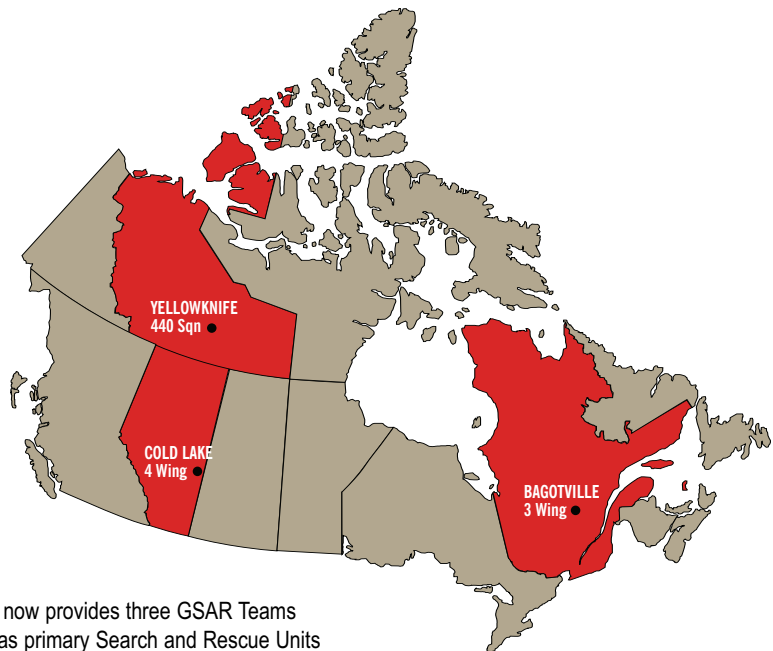 YELLOWKNIFE
440 Sqn
COLD LAKE
4 Wing
BAGOTVILLE
3 Wing
now provides three GSAR Teams
as primary Search and Rescue Units